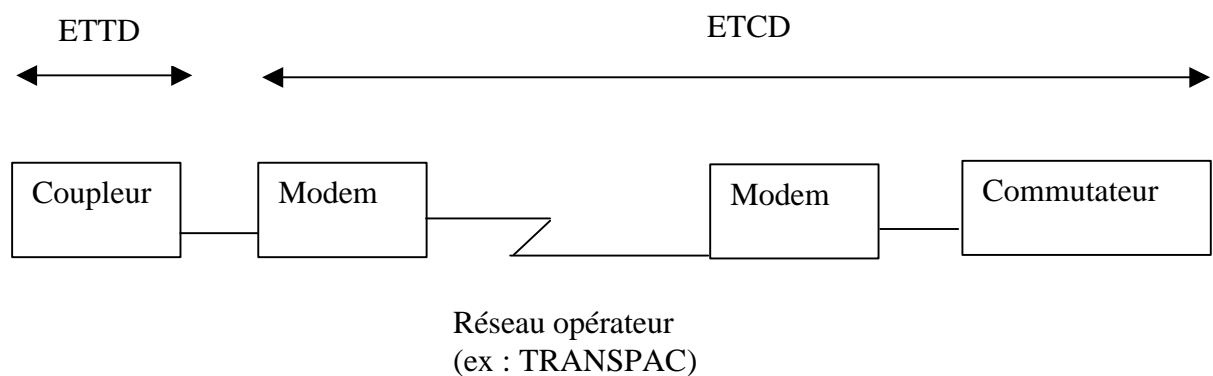 ETTD
ETCD
Coupleur
Modem
Modem
Commutateur
Réseau opérateur
(ex : TRANSPAC)